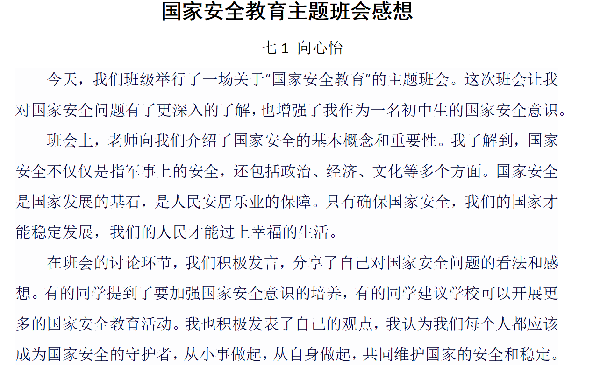 国家安全教育主题班会感想
七 1 向心怡
今天，我们班级举行了一场关于“国家安全教育”的主题班会。这次班会让我
对国家安全问题有了更深入的了解，也增强了我作为一名初中生的国家安全意识。
班会上，老师向我们介绍了国家安全的基本概念和重要性。我了解到，国家
安全不仅仅是指军事上的安全，还包括政治、经济、文化等多个方面。国家安全
是国家发展的基石，是人民安居乐业的保障。只有确保国家安全，我们的国家才
能稳定发展，我们的人民才能过上幸福的生活。
在班会的讨论环节，我们积极发言，分享了自己对国家安全问题的看法和感
想。有的同学提到了要加强国家安全意识的培养，有的同学建议学校可以开展更
多的国家安全教育活动。我也积极发表了自己的观点，我认为我们每个人都应该
成为国家安全的守护者，从小事做起，从自身做起，共同维护国家的安全和稳定。